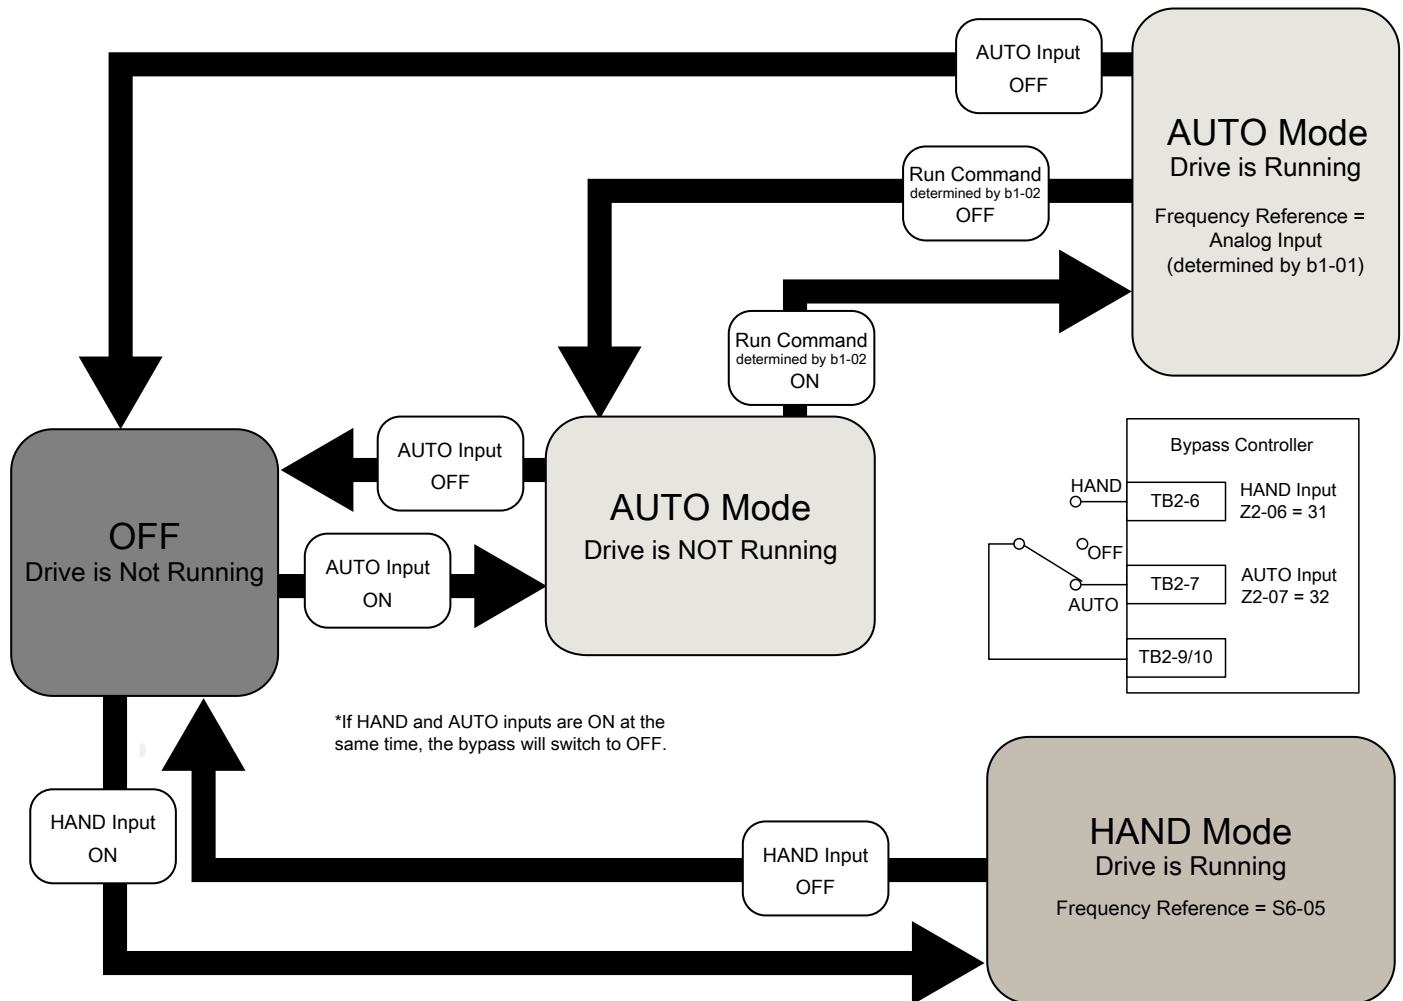 AUTO Input
OFF
AUTO Mode
Drive is Running
Frequency Reference =
Analog Input
(determined by b1-01)
Run Command
determined by b1-02
OFF
Run Command
determined by b1-02
ON
AUTO Input
OFF
OFF
Drive is Not Running
AUTO Input
ON
AUTO Mode
Drive is NOT Running
Bypass Controller
HAND
TB2-6
HAND Input
Z2-06 = 31
OFF
AUTO
TB2-7
AUTO Input
Z2-07 = 32
TB2-9/10
*If HAND and AUTO inputs are ON at the
same time, the bypass will switch to OFF.
HAND Input
ON
HAND Input
OFF
HAND Mode
Drive is Running
Frequency Reference = S6-05